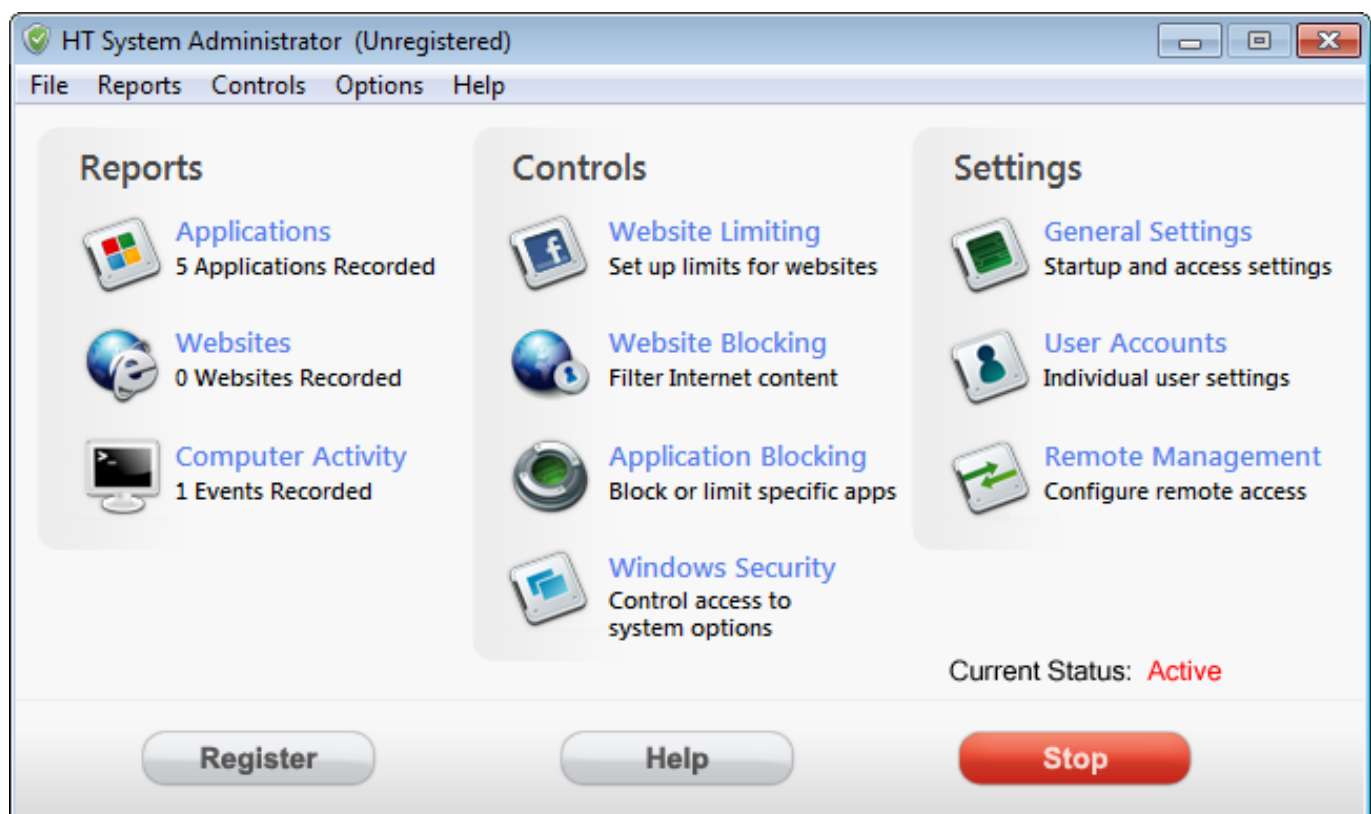 HT System Administrator (Unregistered)
File Reports Controls Options Help
Reports
Applications
5 Applications Recorded
Websites
0 Websites Recorded
Computer Activity
1 Events Recorded
Controls
Website Limiting
Set up limits for websites
Website Blocking
Filter Internet content
Application Blocking
Block or limit specific apps
Windows Security
Control access to
system options
Settings
General Settings
Startup and access settings
User Accounts
Individual user settings
Remote Management
Configure remote access
Current Status: Active
Register Help Stop